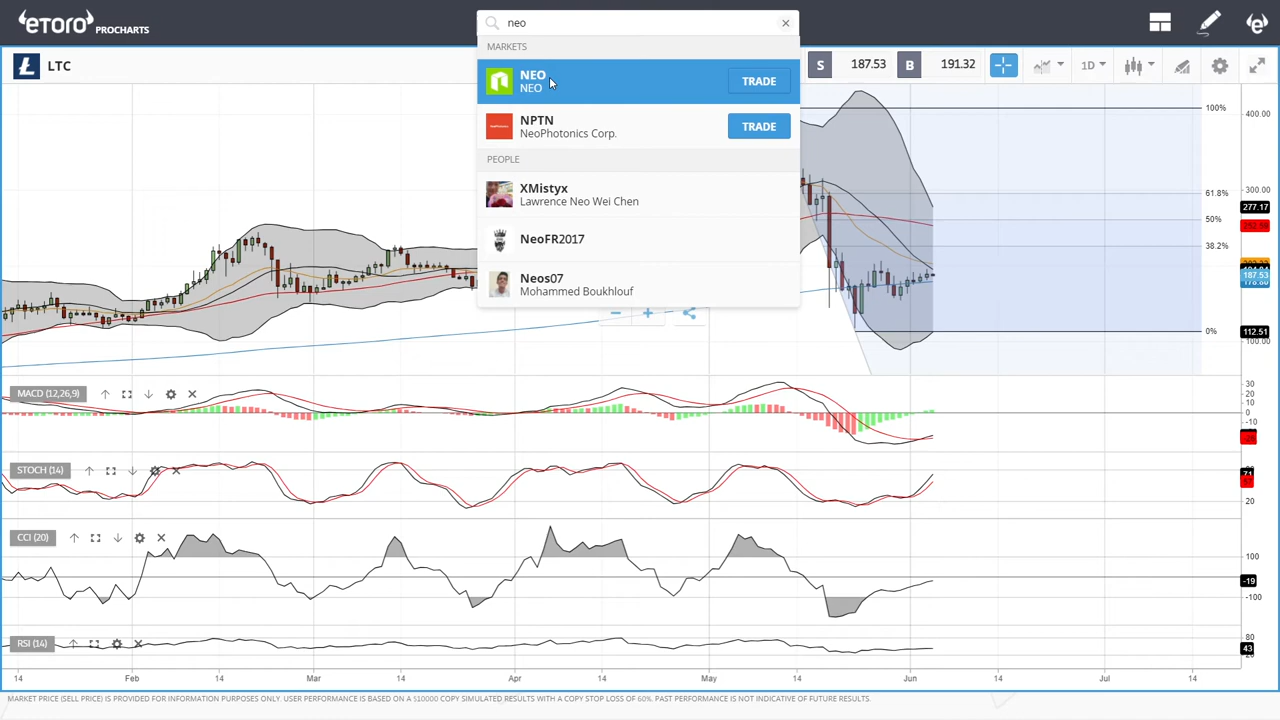 etoro PROCHARTS
neo
MARKETS
NEO
NEO
TRADE
NPTN
NeoPhotonics Corp.
TRADE
PEOPLE
XMistyx
Lawrence Neo Wei Chen
NeoFR2017
Neos07
Mohammed Boukhlouf
LTC
S 187.53 B 191.32 1D
100%
61.8%
50%
38.2%
0%
400.00
300.00
277.17
187.53
112.51
100.00
MACD (12,26,9)
30
20
10
0
-10
STOCH (14)
71
20
CCI (20)
100
-19
-100
RSI (14)
80
43
14 Feb 14 Mar 14 Apr 14 May 14 Jun 14 Jul 14
MARKET PRICE (SELL PRICE) IS PROVIDED FOR INFORMATION PURPOSES ONLY. USER PERFORMANCE IS BASED ON A $10000 COPY SIMULATED RESULTS WITH A COPY STOP LOSS OF 60%. PAST PERFORMANCE IS NOT INDICATIVE OF FUTURE RESULTS.